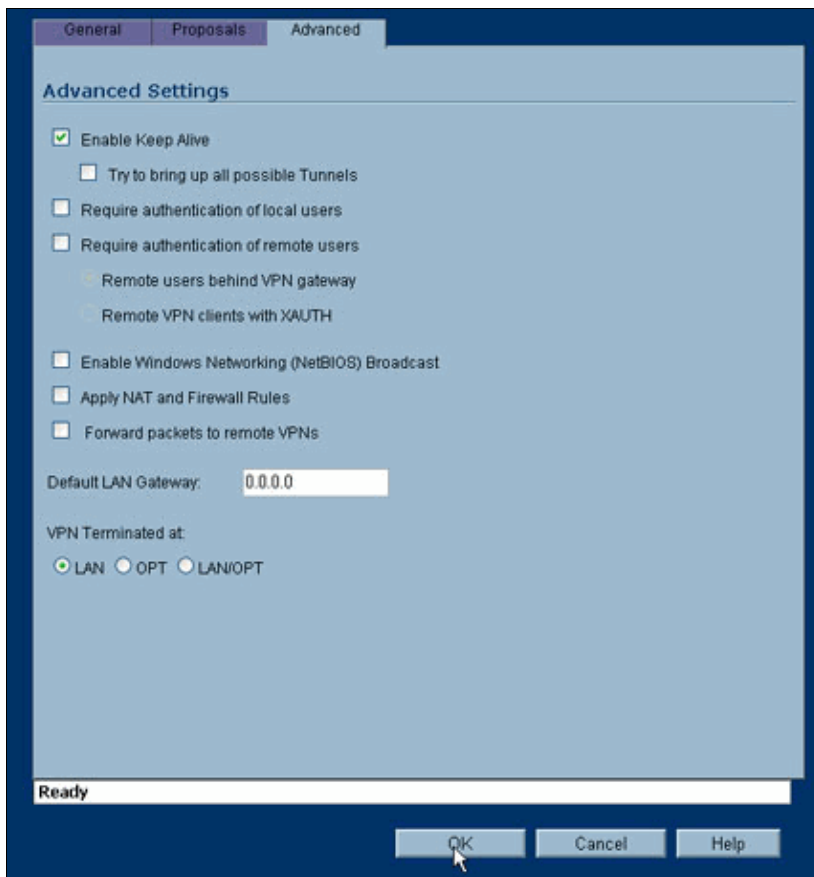 General Proposals Advanced
Advanced Settings
Enable Keep Alive
Try to bring up all possible Tunnels
Require authentication of local users
Require authentication of remote users
Remote users behind VPN gateway
Remote VPN clients with XAUTH
Enable Windows Networking (NetBIOS) Broadcast
Apply NAT and Firewall Rules
Forward packets to remote VPNs
Default LAN Gateway: 0.0.0.0
VPN Terminated at:
LAN OPT LAN/OPT
Ready
OK Cancel Help